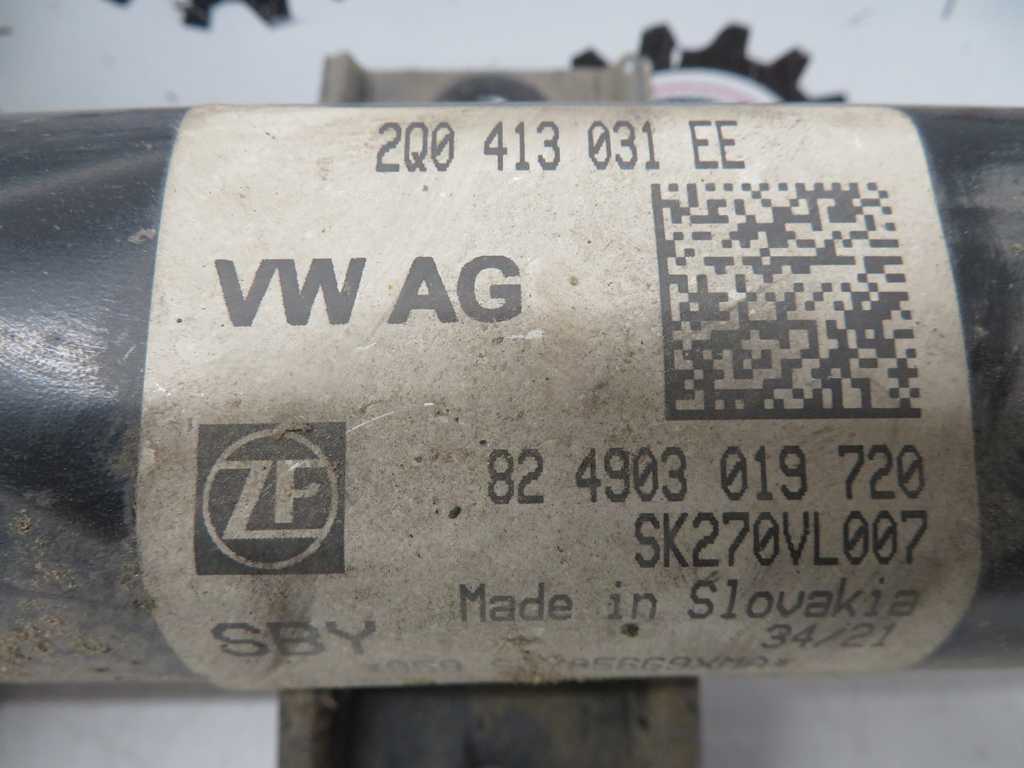 2Q0 413 031 EE
VW AG
ZF
82 4903 019 720
SK270VL007
Made in Slovakia
SBY
34/21